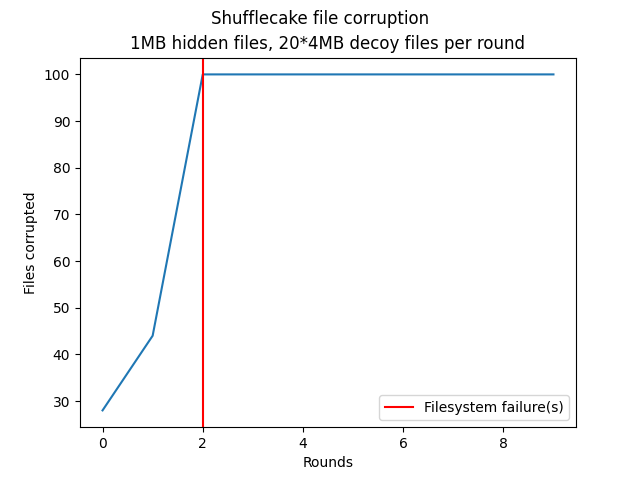 Shufflecake file corruption
1MB hidden files, 20*4MB decoy files per round
100
90
80
70
60
50
40
30
Files corrupted
Filesystem failure(s)
0 2 4 6 8
Rounds